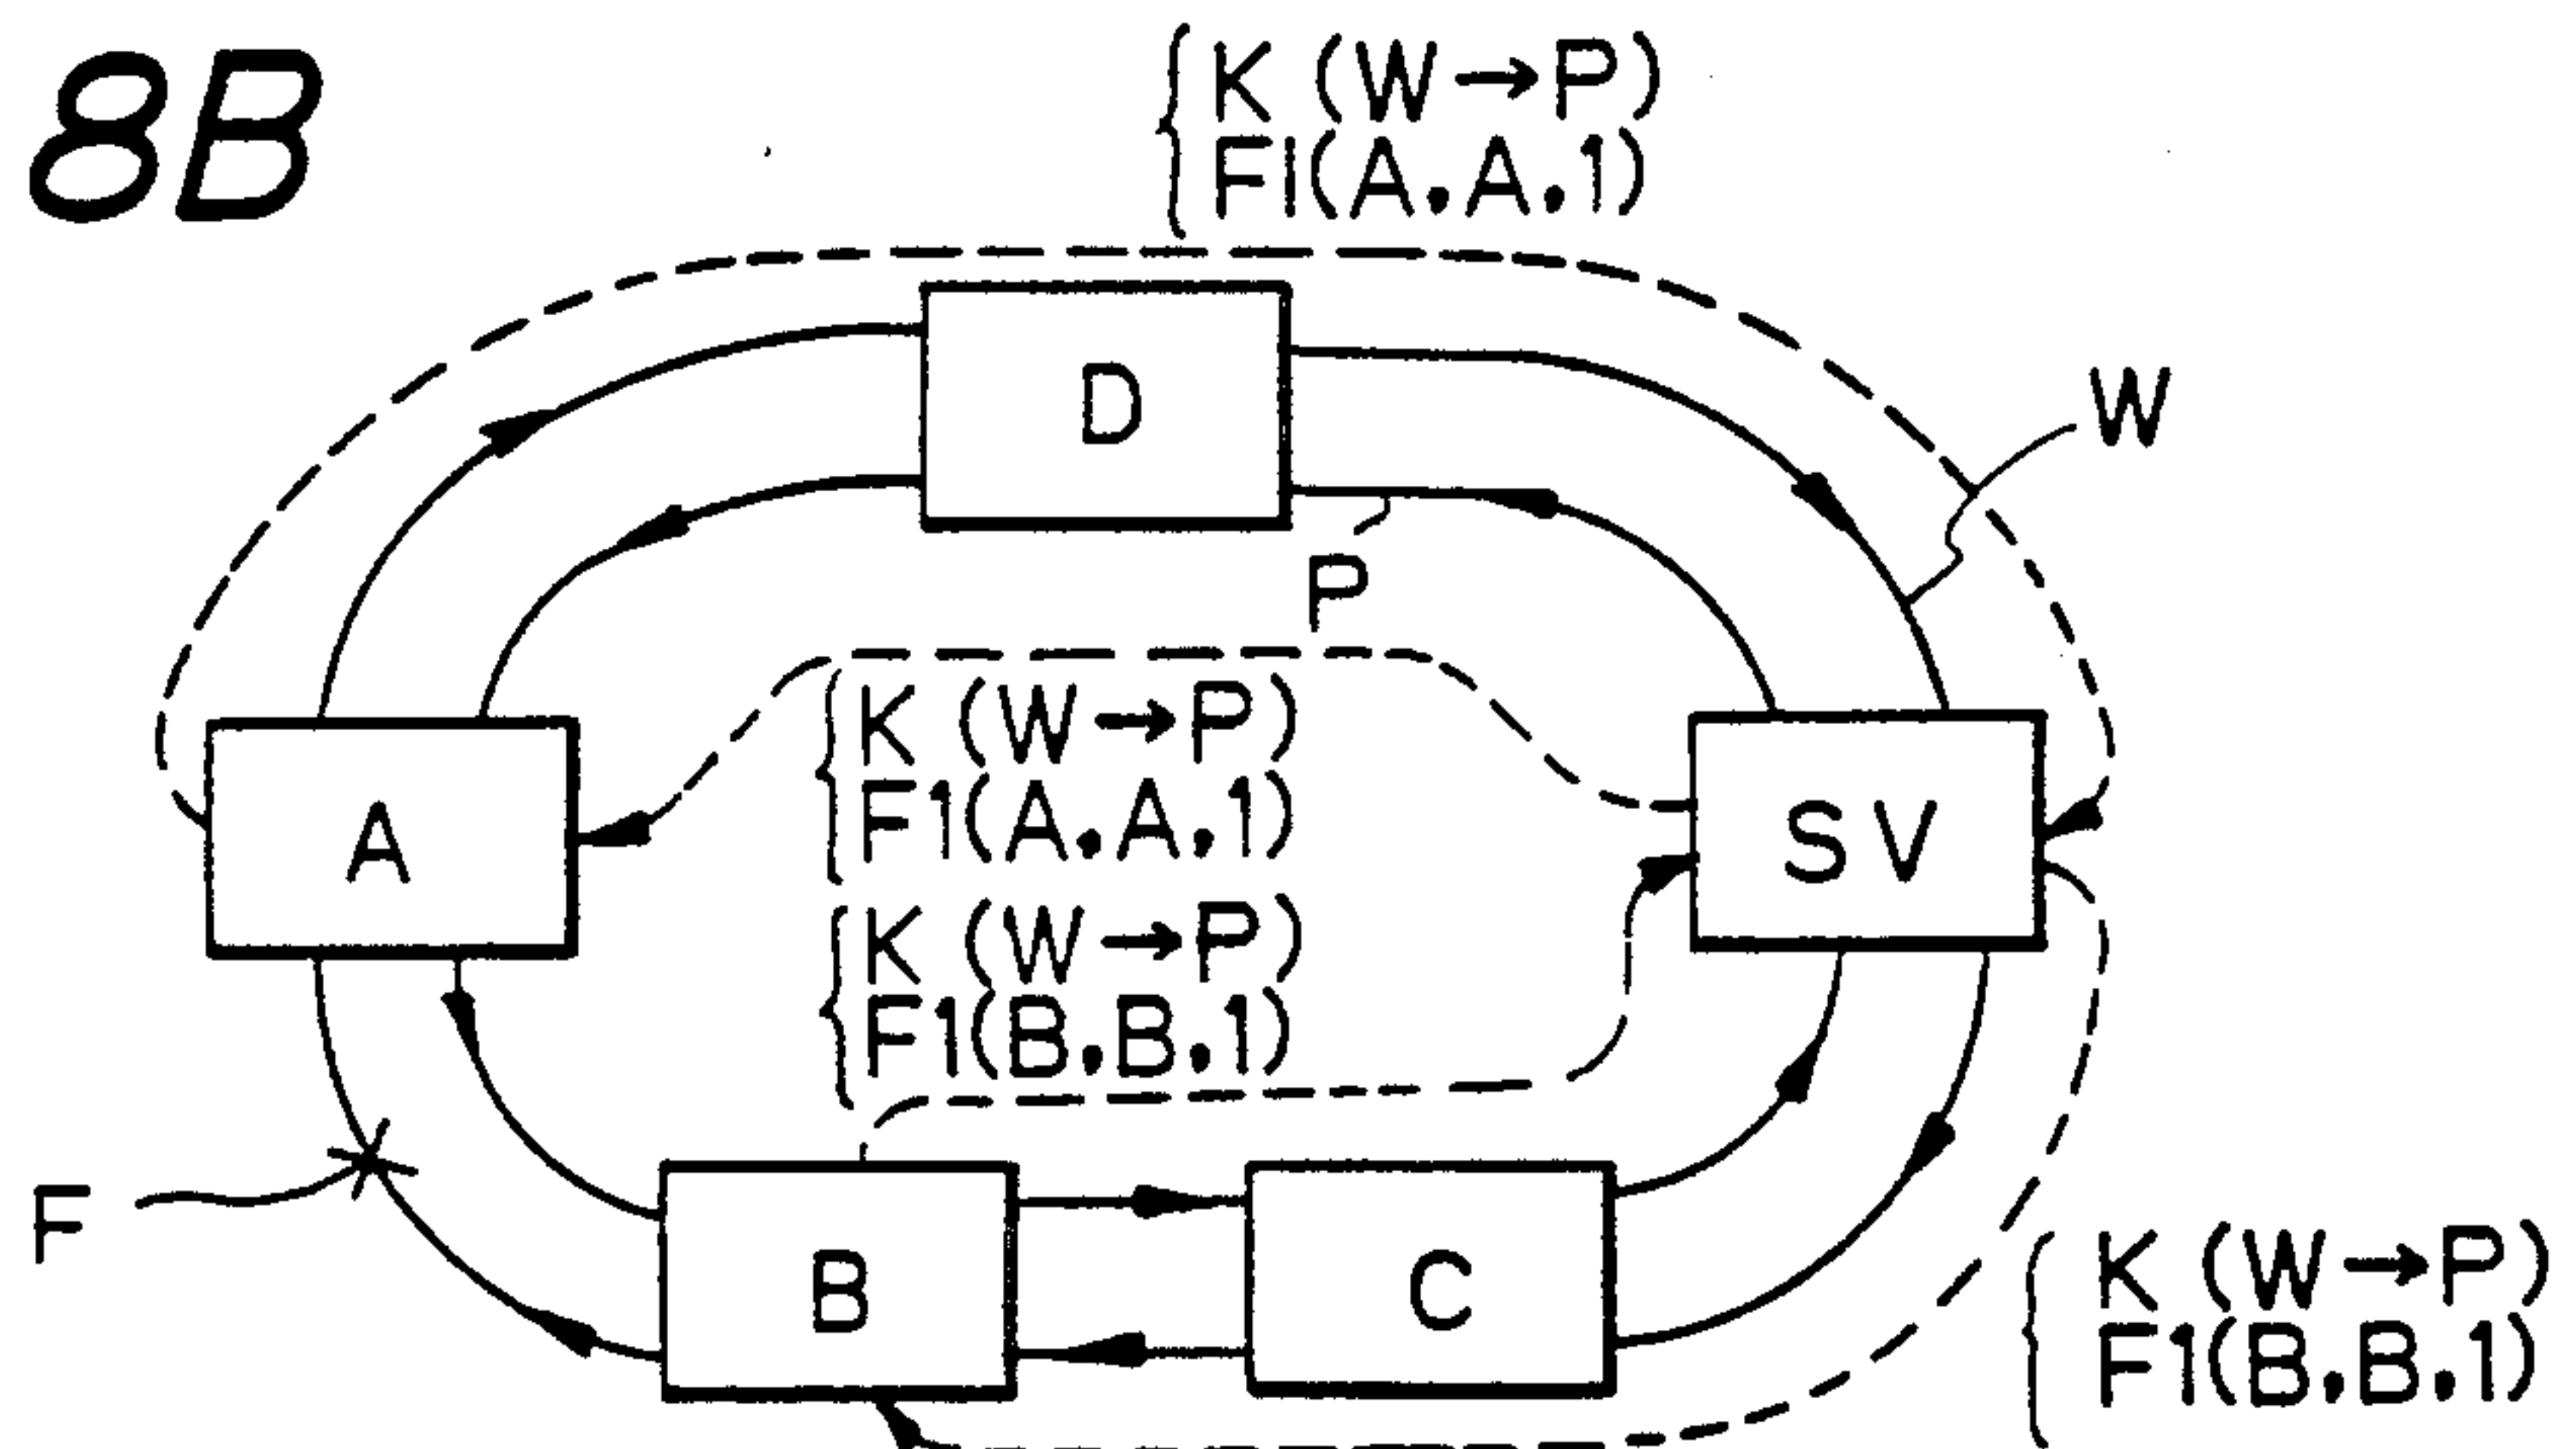 8B
K (W→P)
F1(A.A.1)
D
W
P
K (W→P)
F1(A.A.1)
A
SV
K (W→P)
F1(B.B.1)
F
B
C
K (W→P)
F1(B.B.1)